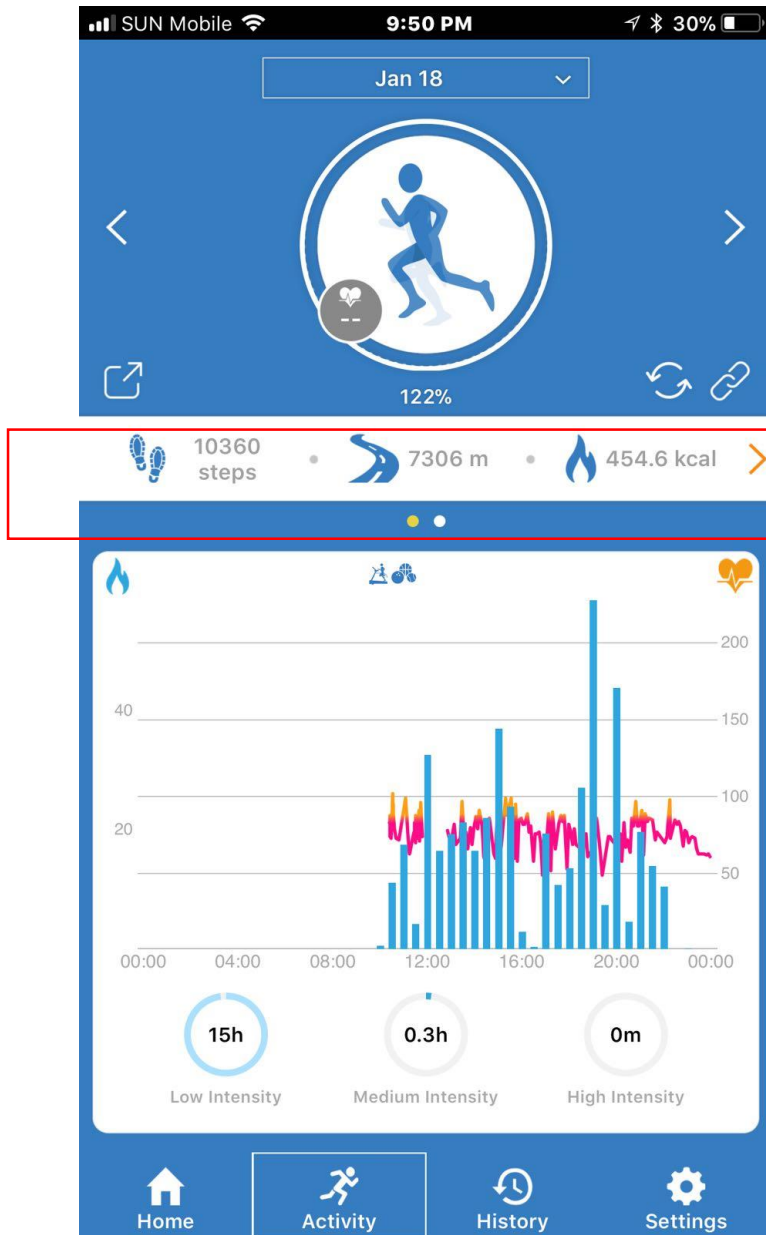 SUN Mobile 9:50 PM 30%
Jan 18
--
122%
10360 steps
7306 m
454.6 kcal
200
40
150
100
20
50
00:00 04:00 08:00 12:00 16:00 20:00 00:00
15h 0.3h 0m
Low Intensity Medium Intensity High Intensity
Home Activity History Settings